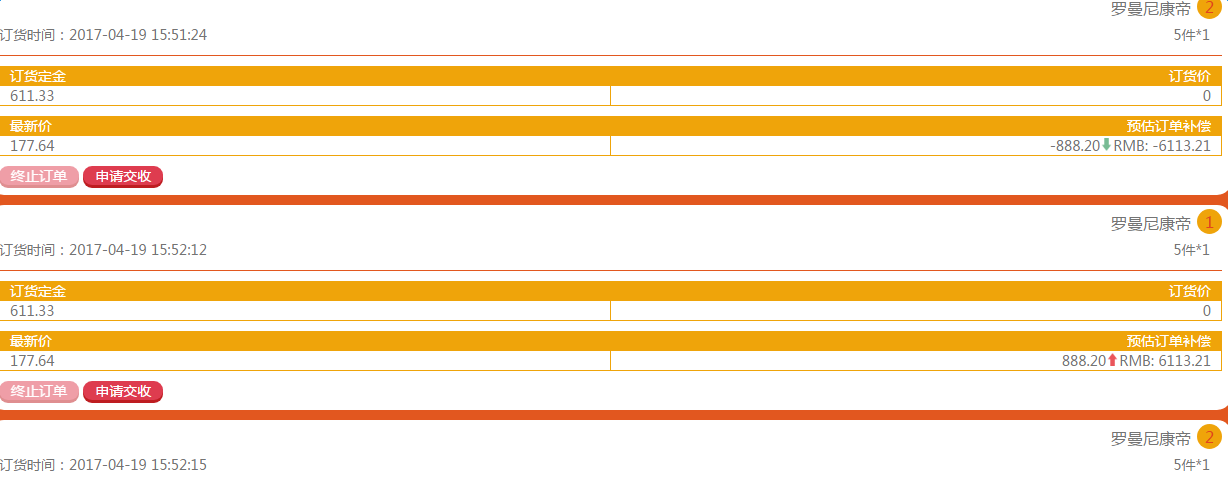 罗曼尼康帝 2
订货时间：2017-04-19 15:51:24 5件*1
订货定金 订货价
611.33 0
最新价 预估订单补偿
177.64 -888.20⬇RMB: -6113.21
终止订单 申请交收
罗曼尼康帝 1
订货时间：2017-04-19 15:52:12 5件*1
订货定金 订货价
611.33 0
最新价 预估订单补偿
177.64 888.20⬆RMB: 6113.21
终止订单 申请交收
罗曼尼康帝 2
订货时间：2017-04-19 15:52:15 5件*1